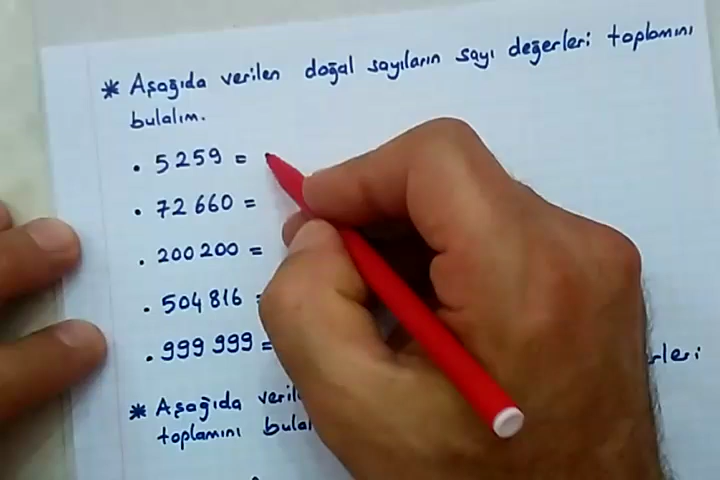 * Aşağıda verilen doğal sayıların sayı değerleri toplamını
bulalım.
. 5259 =
. 72 660 =
. 200 200 =
. 504 816 =
. 999 999 =
* Aşağıda
toplamını